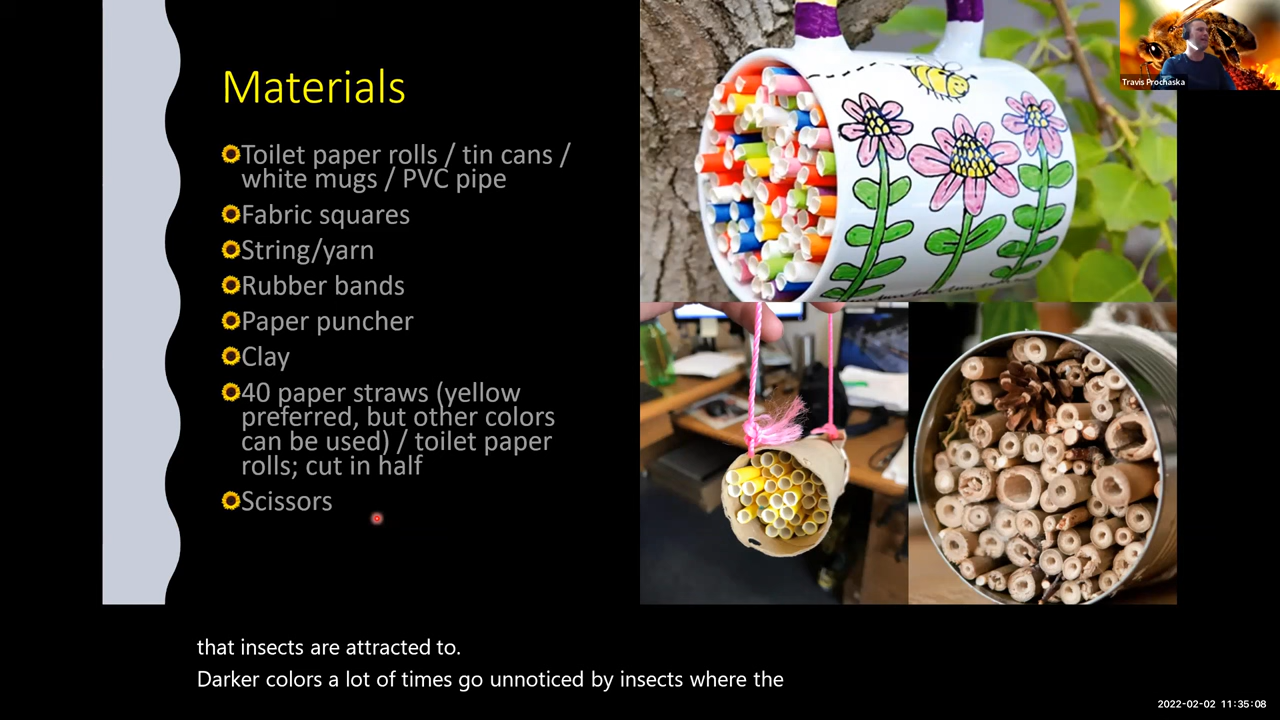 Materials
Toilet paper rolls / tin cans /
white mugs / PVC pipe
Fabric squares
String/yarn
Rubber bands
Paper puncher
Clay
40 paper straws (yellow
preferred, but other colors
can be used) / toilet paper
rolls; cut in half
Scissors
Travis Prochaska
that insects are attracted to.
Darker colors a lot of times go unnoticed by insects where the
2022-02-02 11:35:08